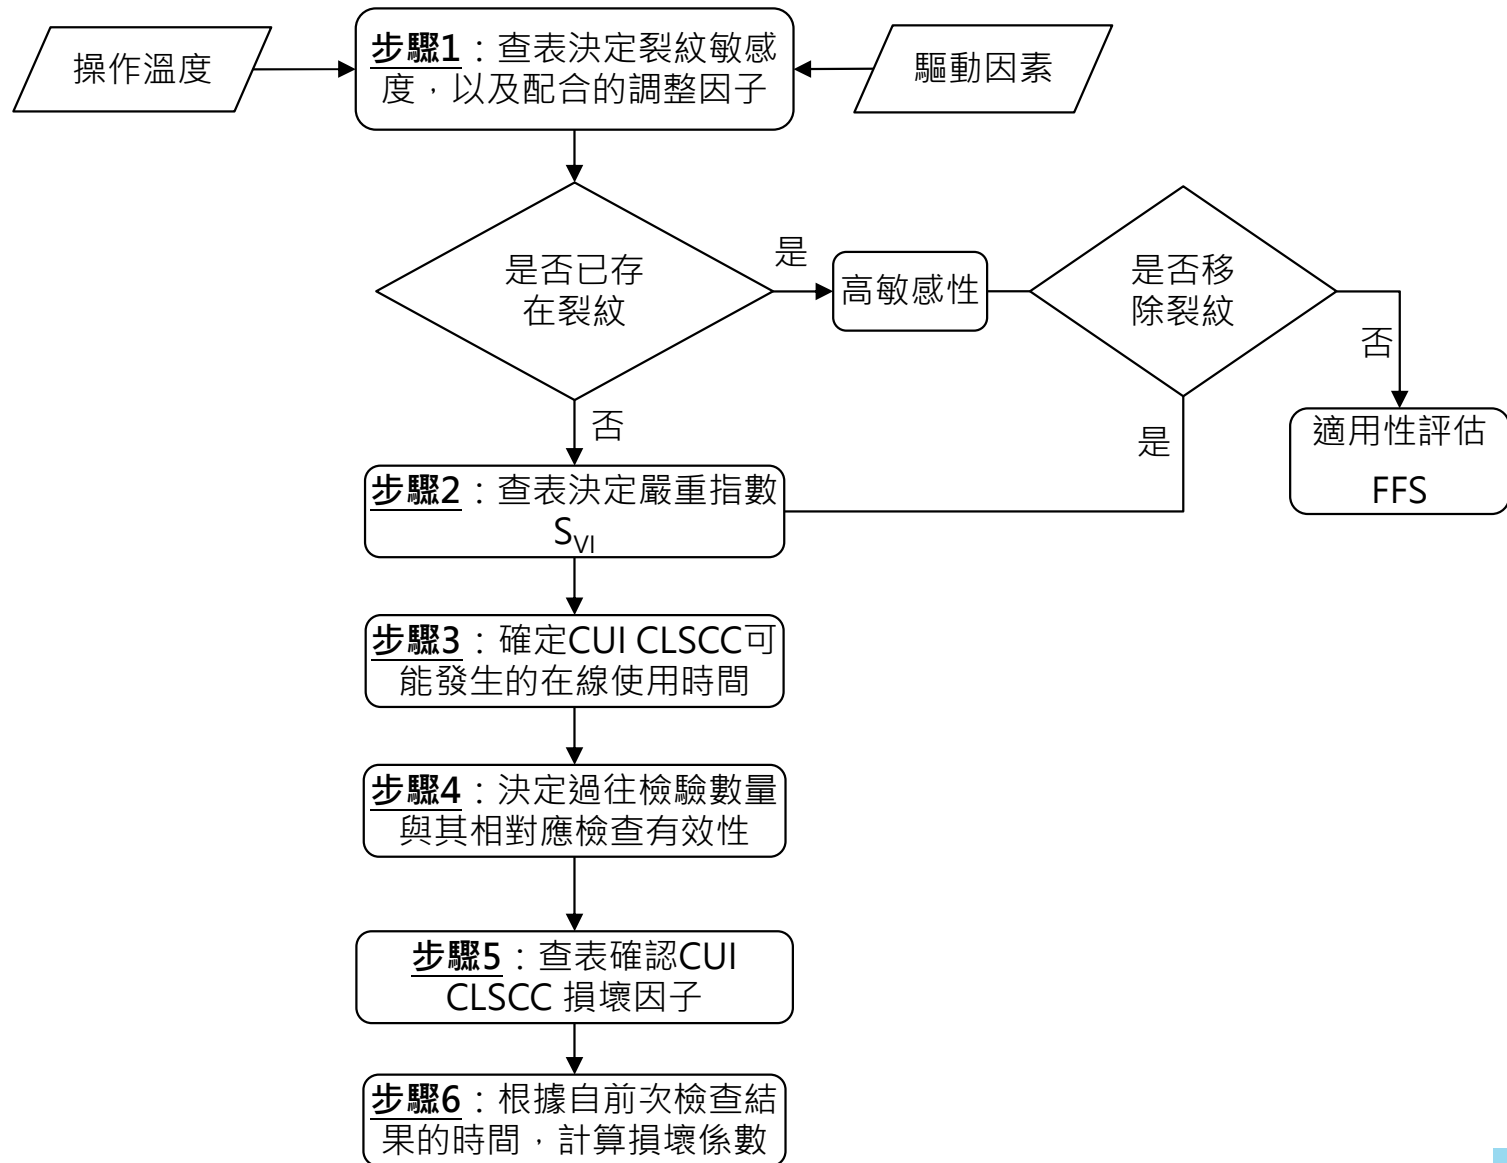 操作溫度
步驟1：查表決定裂紋敏感
度，以及配合的調整因子
驅動因素
是否已存
在裂紋
是
高敏感性
是否移
除裂紋
否
適用性評估
FFS
否
是
步驟2：查表決定嚴重指數
SVI
步驟3：確定CUI CLSCC可
能發生的在線使用時間
步驟4：決定過往檢驗數量
與其相對應檢查有效性
步驟5：查表確認CUI
CLSCC 損壞因子
步驟6：根據自前次檢查結
果的時間，計算損壞係數